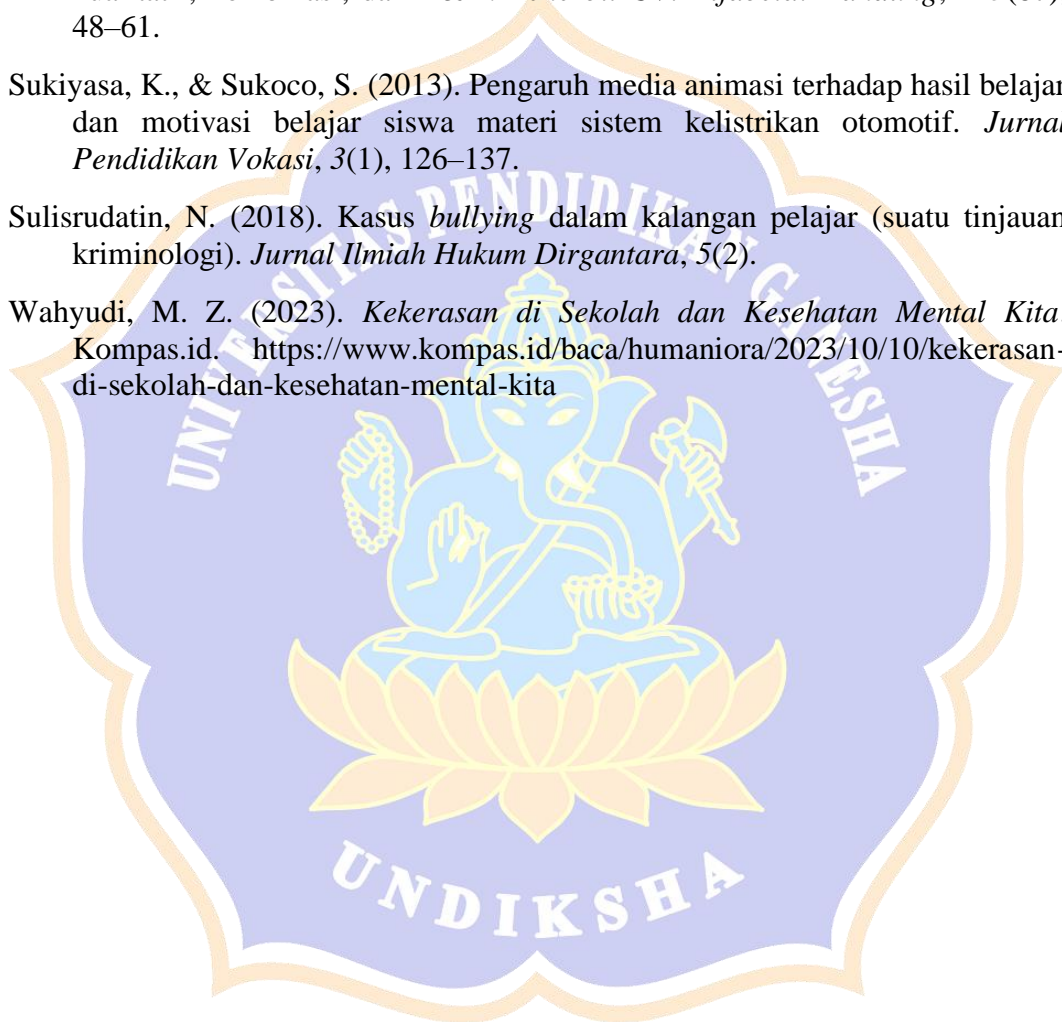 48–61.
Sukiyasa, K., & Sukoco, S. (2013). Pengaruh media animasi terhadap hasil belajar
dan motivasi belajar siswa materi sistem kelistrikan otomotif. Jurnal
Pendidikan Vokasi, 3(1), 126–137.
Sulisrudatin, N. (2018). Kasus bullying dalam kalangan pelajar (suatu tinjauan
kriminologi). Jurnal Ilmiah Hukum Dirgantara, 5(2).
Wahyudi, M. Z. (2023). Kekerasan di Sekolah dan Kesehatan Mental Kita.
Kompas.id. https://www.kompas.id/baca/humaniora/2023/10/10/kekerasan-
di-sekolah-dan-kesehatan-mental-kita
UNIVERSITAS PENDIDIKAN GANESHA
UNDIKSHA